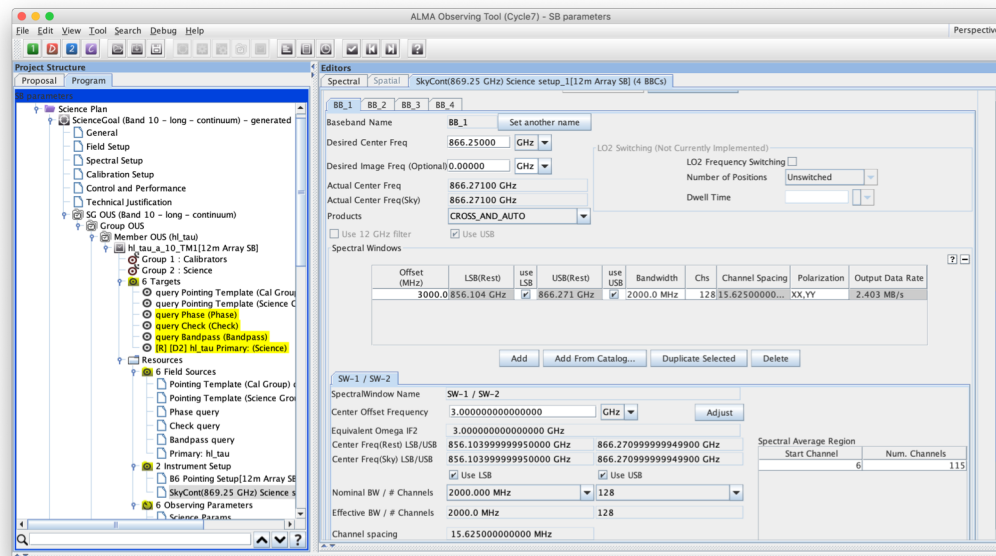 ALMA Observing Tool (Cycle7) - SB parameters
File Edit View Tool Search Debug Help
Perspective
Project Structure
Proposal Program
Science Plan
ScienceGoal (Band 10 - long - continuum) - generated
General
Field Setup
Spectral Setup
Calibration Setup
Control and Performance
Technical Justification
SG OUS (Band 10 - long - continuum)
Group OUS
Member OUS (hl_tau)
hl_tau_a_10_TM1[12m Array SB]
Group 1 : Calibrators
Group 2 : Science
6 Targets
query Pointing Template (Cal Grou
query Pointing Template (Science C
query Phase (Phase)
query Check (Check)
query Bandpass (Bandpass)
[R] [D2] hl_tau Primary: (Science)
Resources
6 Field Sources
Pointing Template (Cal Group)
Pointing Template (Science Gro
Phase query
Check query
Bandpass query
Primary: hl_tau
2 Instrument Setup
B6 Pointing Setup[12m Array SB
SkyCont(869.25 GHz) Science s
6 Observing Parameters
Science Params
Editors
Spectral Spatial SkyCont(869.25 GHz) Science setup_1[12m Array SB] (4 BBCs)
BB_1 BB_2 BB_3 BB_4
Baseband Name BB_1 Set another name
Desired Center Freq 866.25000 GHz
Desired Image Freq (Optional) 0.00000 GHz
Actual Center Freq 866.27100 GHz
Actual Center Freq(Sky) 866.27100 GHz
Products CROSS_AND_AUTO
Use 12 GHz filter Use USB
LO2 Switching (Not Currently Implemented)
LO2 Frequency Switching
Number of Positions Unswitched
Dwell Time
Spectral Windows
?
Offset (MHz) LSB(Rest) use LSB USB(Rest) use USB Bandwidth Chs Channel Spacing Polarization Output Data Rate
3000.0 856.104 GHz 866.271 GHz 2000.0 MHz 128 15.62500000... XX,YY 2.403 MB/s
Add Add From Catalog... Duplicate Selected Delete
SW-1 / SW-2
SpectralWindow Name SW-1 / SW-2
Center Offset Frequency 3.000000000000000 GHz Adjust
Equivalent Omega IF2 3.00000000000000 GHz
Center Freq(Rest) LSB/USB 856.103999999950000 GHz 866.270999999949900 GHz
Center Freq(Sky) LSB/USB 856.103999999950000 GHz 866.270999999949900 GHz
Use LSB Use USB
Nominal BW / # Channels 2000.000 MHz 128
Effective BW / # Channels 2000.0 MHz 128
Channel spacing 15.625000000000 MHz
Spectral Average Region
Start Channel Num. Channels
6 115